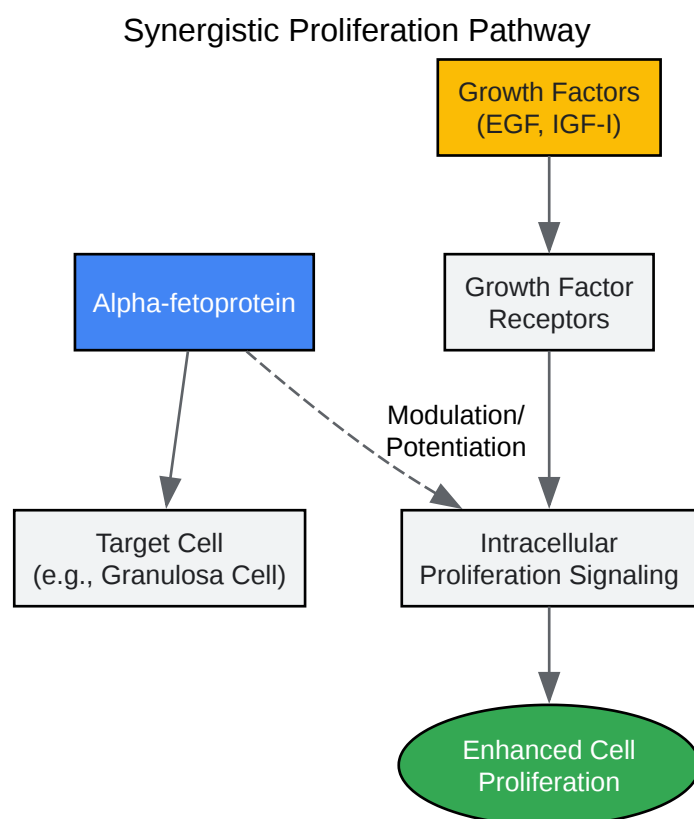 Synergistic Proliferation Pathway
Growth Factors
(EGF, IGF-I)
Alpha-fetoprotein
Growth Factor
Receptors
Modulation/
Potentiation
Target Cell
(e.g., Granulosa Cell)
Intracellular
Proliferation Signaling
Enhanced Cell
Proliferation